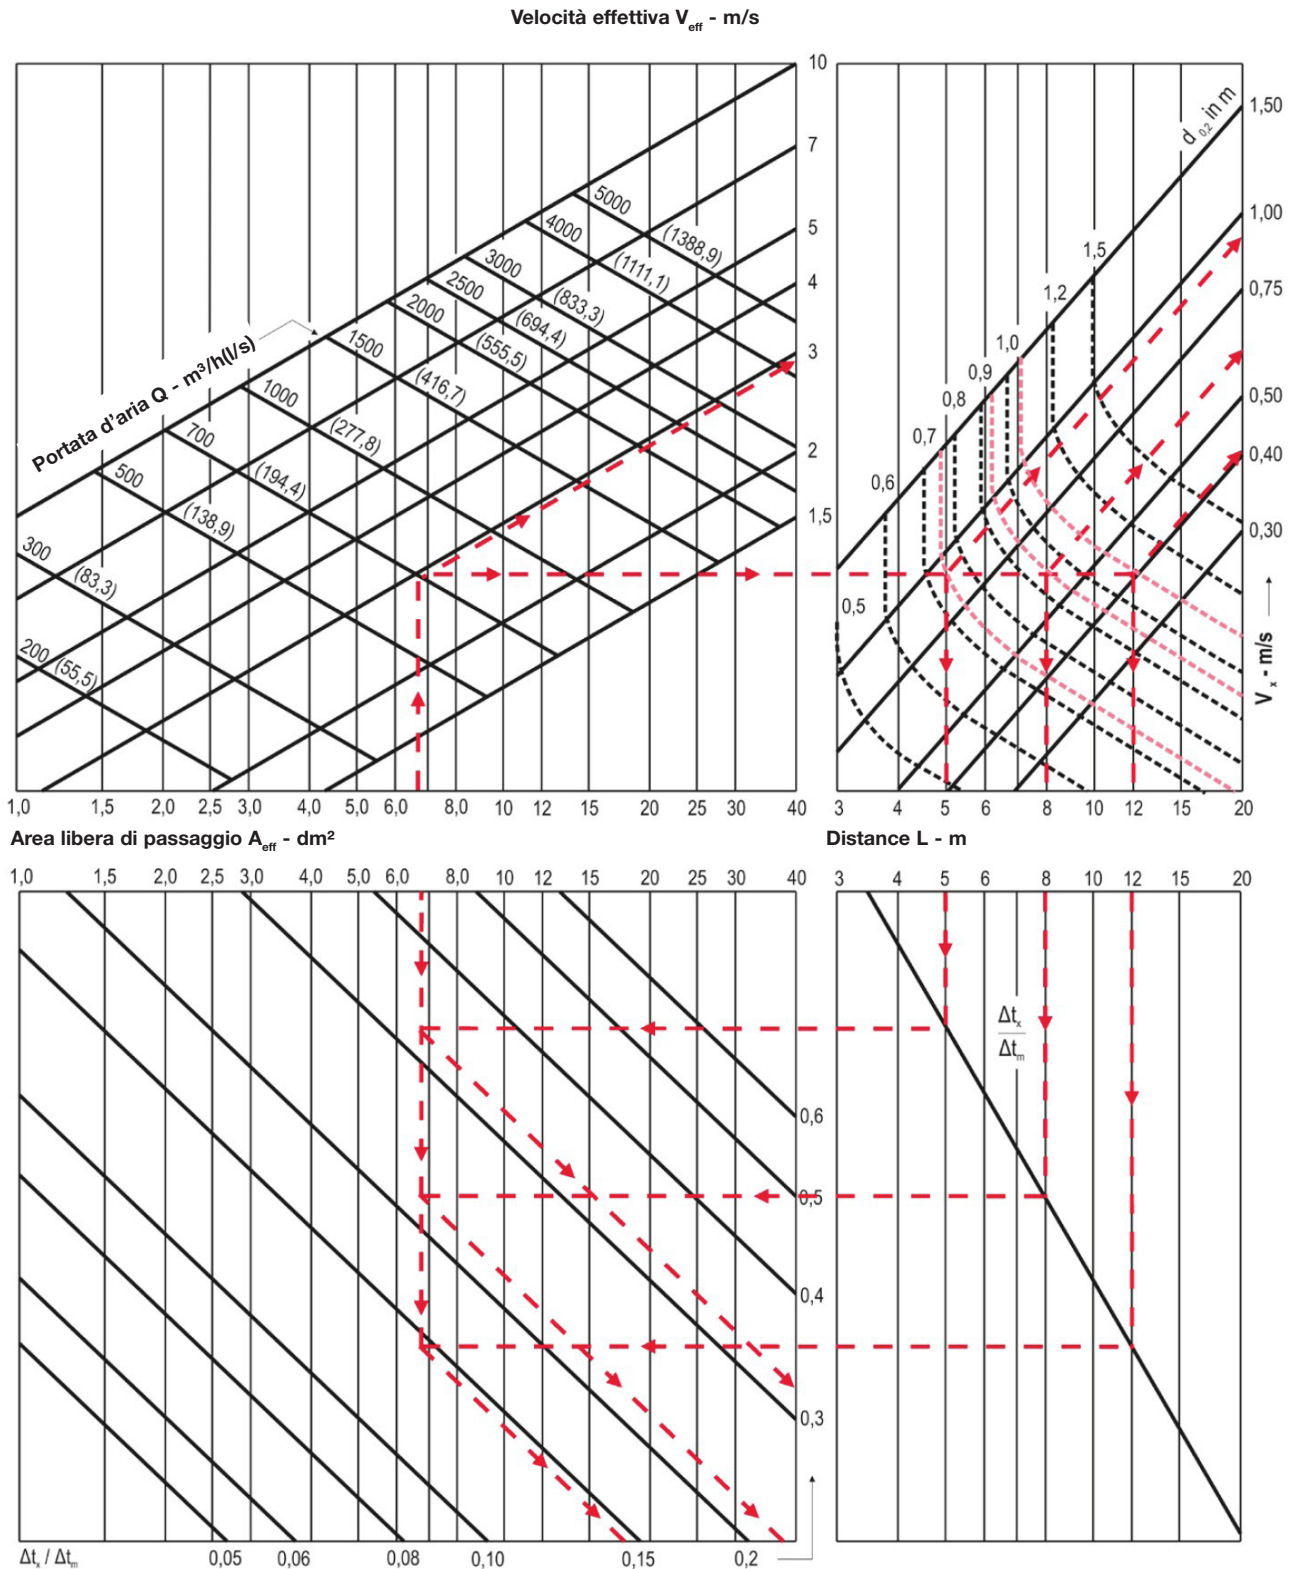 Velocità effettiva V eff - m/s
10
7
5
4
3
2
1,5
Portata d'aria Q - m³/h(l/s)
5000 (1388,9)
4000 (1111,1)
3000 (833,3)
2500 (694,4)
2000 (555,5)
1500 (416,7)
1000 (277,8)
700 (194,4)
500 (138,9)
300 (83,3)
200 (55,5)
d 0,2 in m
1,5
1,2
1,0
0,9
0,8
0,7
0,6
0,5
1,50
1,00
0,75
0,50
0,40
0,30
V x - m/s
1,0 1,5 2,0 2,5 3,0 4,0 5,0 6,0 8,0 10 12 15 20 25 30 40
3 4 5 6 8 10 12 15 20
Area libera di passaggio A eff - dm²
Distance L - m
1,0 1,5 2,0 2,5 3,0 4,0 5,0 6,0 8,0 10 12 15 20 25 30 40
3 4 5 6 8 10 12 15 20
Δt x
Δt m
0,6
0,5
0,4
0,3
Δt x / Δt m
0,05 0,06 0,08 0,10 0,15 0,2